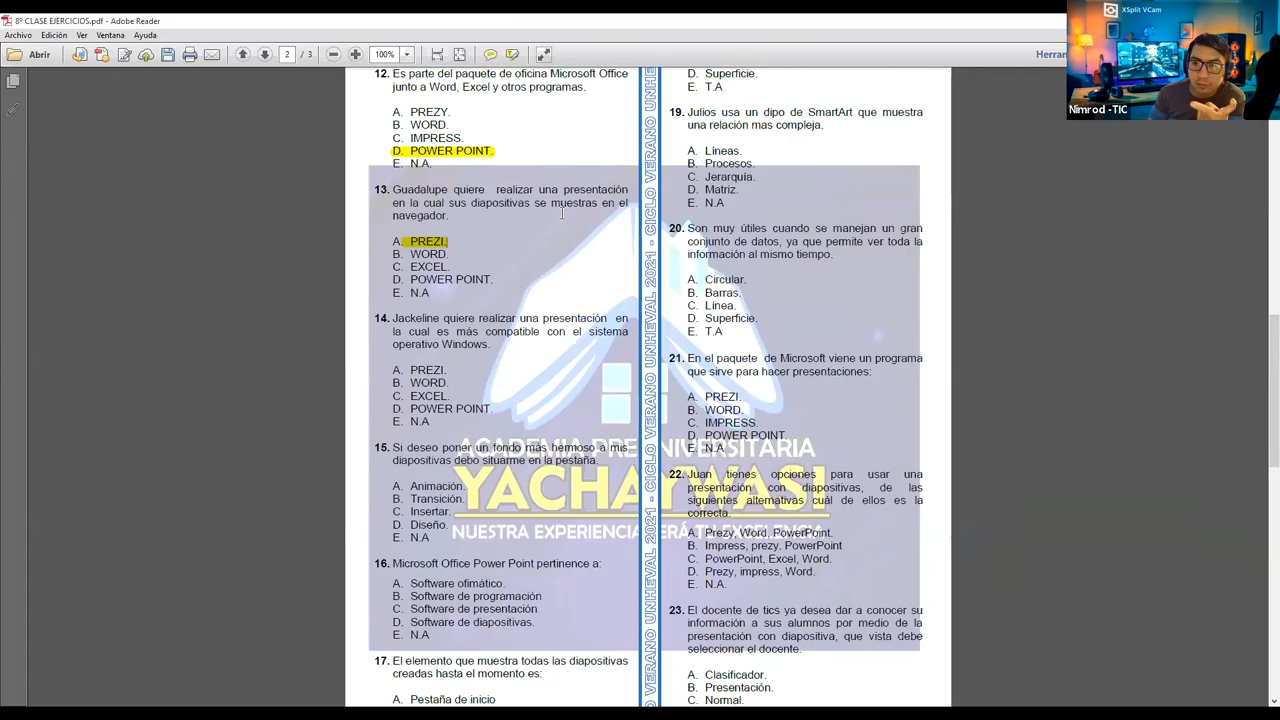 8º CLASE EJERCICIOS.pdf - Adobe Reader
Archivo Edición Ver Ventana Ayuda
Abrir
2 / 3
100%
Herran
XSplit VCam
Nimrod -TIC
12. Es parte del paquete de oficina Microsoft Office
junto a Word, Excel y otros programas.
A. PREZY.
B. WORD.
C. IMPRESS.
D. POWER POINT.
E. N.A.
13. Guadalupe quiere realizar una presentación
en la cual sus diapositivas se muestras en el
navegador.
A. PREZI.
B. WORD.
C. EXCEL.
D. POWER POINT.
E. N.A
14. Jackeline quiere realizar una presentación en
la cual es más compatible con el sistema
operativo Windows.
A. PREZI.
B. WORD.
C. EXCEL.
D. POWER POINT.
E. N.A
15. Si deseo poner un fondo más hermoso a mis
diapositivas debo situarme en la pestaña.
A. Animación.
B. Transición.
C. Insertar.
D. Diseño.
E. N.A
16. Microsoft Office Power Point pertinence a:
A. Software ofimático.
B. Software de programación
C. Software de presentación
D. Software de diapositivas.
E. N.A
17. El elemento que muestra todas las diapositivas
creadas hasta el momento es:
A. Pestaña de inicio
O VERANO UNHEVAL 2021 - CICLO VERANO UNHEVAL 2021 - CICLO VERANO UNH
D. Superficie.
E. T.A
19. Julios usa un dipo de SmartArt que muestra
una relación mas compleja.
A. Líneas.
B. Procesos.
C. Jerarquía.
D. Matriz.
E. N.A
20. Son muy útiles cuando se manejan un gran
conjunto de datos, ya que permite ver toda la
información al mismo tiempo.
A. Circular.
B. Barras.
C. Línea.
D. Superficie.
E. T.A
21. En el paquete de Microsoft viene un programa
que sirve para hacer presentaciones:
A. PREZI.
B. WORD.
C. IMPRESS.
D. POWER POINT
E. N.A
22. Juan tienes opciones para usar una
presentación con diapositivas, de las
siguientes alternativas cuál de ellos es la
correcta.
A. Prezy, Word, PowerPoint.
B. Impress, prezy. PowerPoint
C. PowerPoint, Excel, Word.
D. Prezy, impress, Word.
E. N.A.
23. El docente de tics ya desea dar a conocer su
información a sus alumnos por medio de la
presentación con diapositiva, que vista debe
seleccionar el docente.
A. Clasificador.
B. Presentación.
C. Normal.
ACADEMIA PRE UNIVERSITARIA
YACHAYWASI
NUESTRA EXPERIENCIA SERÁ TU EXCELENCIA